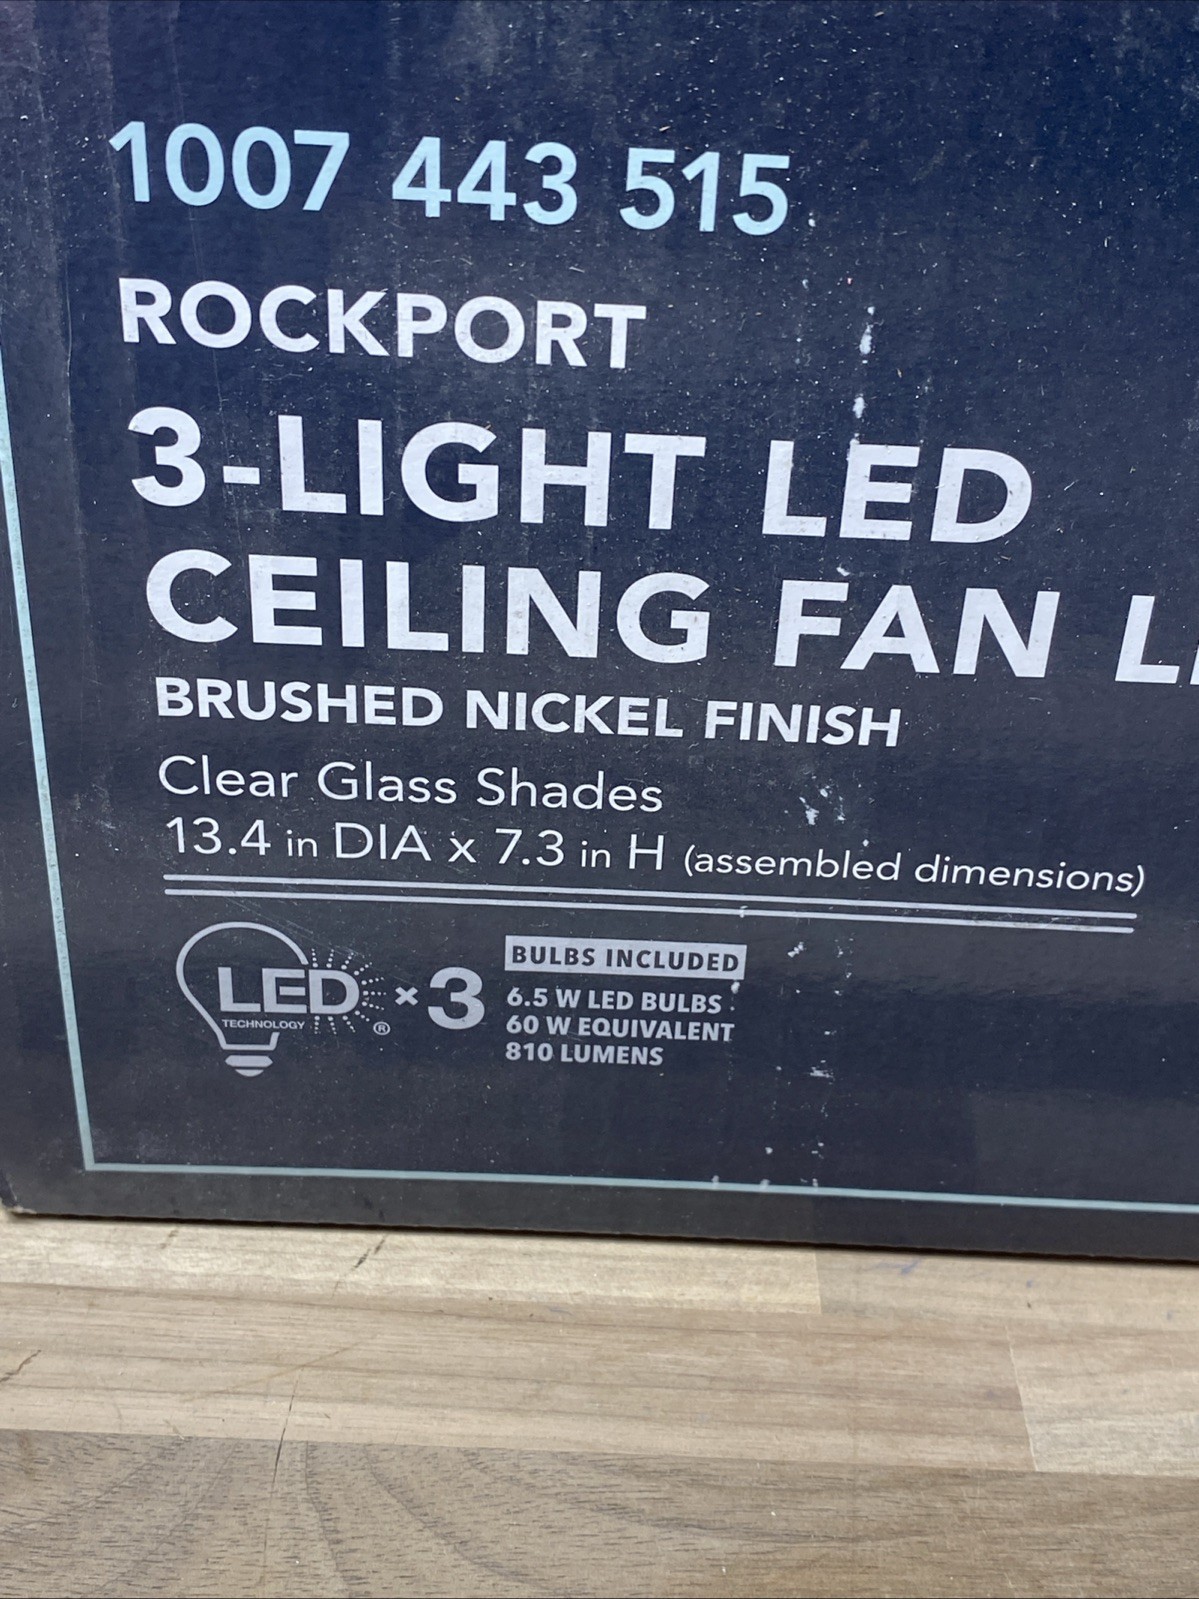 1007 443 515
ROCKPORT
3-LIGHT LED
CEILING FAN
BRUSHED NICKEL FINISH
Clear Glass Shades
13.4 in DIA x 7.3 in H (assembled dimensions)
LED
TECHNOLOGY ®
× 3
BULBS INCLUDED
6.5 W LED BULBS
60 W EQUIVALENT
810 LUMENS